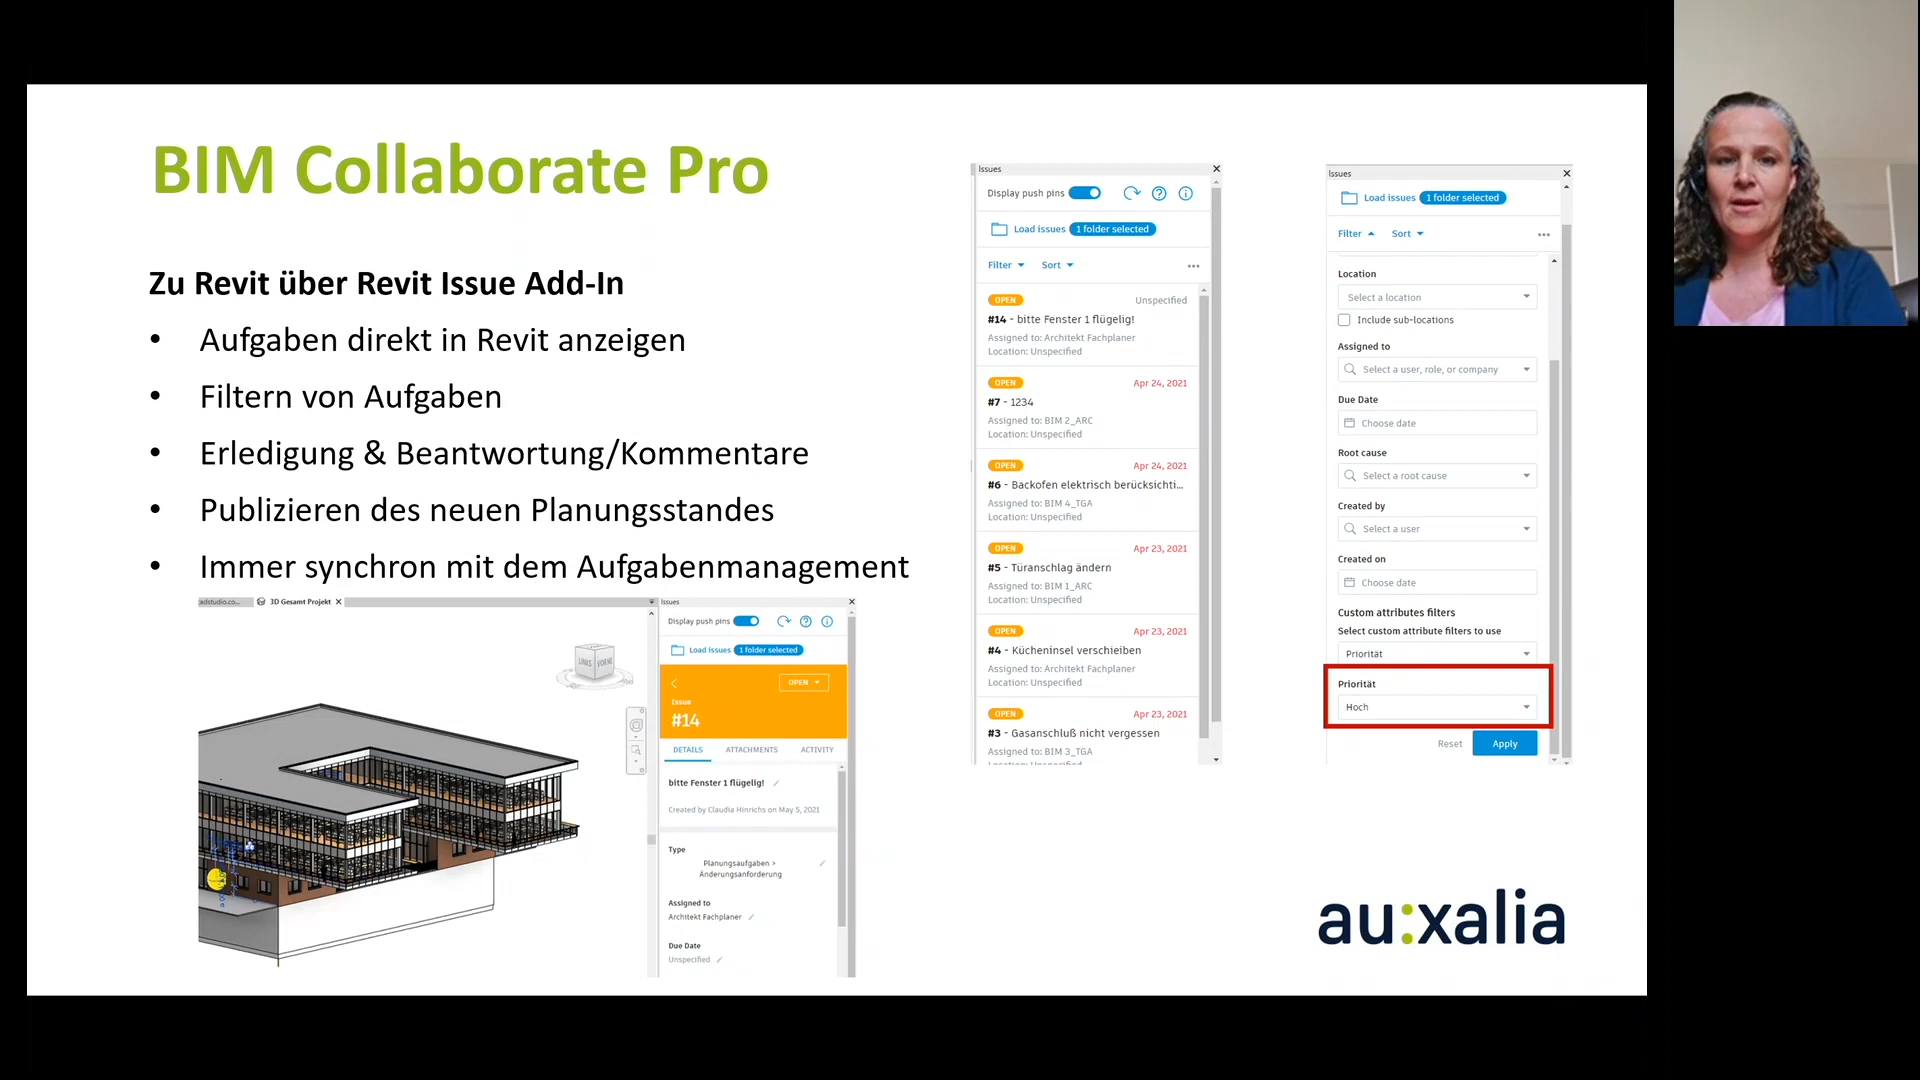 BIM Collaborate Pro
Zu Revit über Revit Issue Add-In
• Aufgaben direkt in Revit anzeigen
• Filtern von Aufgaben
• Erledigung & Beantwortung/Kommentare
• Publizieren des neuen Planungsstandes
• Immer synchron mit dem Aufgabenmanagement
3D Gesamt Projekt
LINKS VORNE
Issues
Display push pins
Load issues 1 folder selected
OPEN
Issue
#14
DETAILS ATTACHMENTS ACTIVITY
bitte Fenster 1 flügelig!
Created by Claudia Hinrichs on May 5, 2021
Type
Planungsaufgaben >
Änderungsanforderung
Assigned to
Architekt Fachplaner
Due Date
Unspecified
Issues
Display push pins
Load issues 1 folder selected
Filter Sort
OPEN Unspecified
#14 - bitte Fenster 1 flügelig!
Assigned to: Architekt Fachplaner
Location: Unspecified
OPEN Apr 24, 2021
#7 - 1234
Assigned to: BIM 2_ARC
Location: Unspecified
OPEN Apr 24, 2021
#6 - Backofen elektrisch berücksichti...
Assigned to: BIM 4_TGA
Location: Unspecified
OPEN Apr 23, 2021
#5 - Türanschlag ändern
Assigned to: BIM 1_ARC
Location: Unspecified
OPEN Apr 23, 2021
#4 - Kücheninsel verschieben
Assigned to: Architekt Fachplaner
Location: Unspecified
OPEN Apr 23, 2021
#3 - Gasanschluß nicht vergessen
Assigned to: BIM 3_TGA
Issues
Load issues 1 folder selected
Filter Sort
Location
Select a location
Include sub-locations
Assigned to
Select a user, role, or company
Due Date
Choose date
Root cause
Select a root cause
Created by
Select a user
Created on
Choose date
Custom attributes filters
Select custom attribute filters to use
Priorität
Priorität
Hoch
Reset Apply
au:xalia